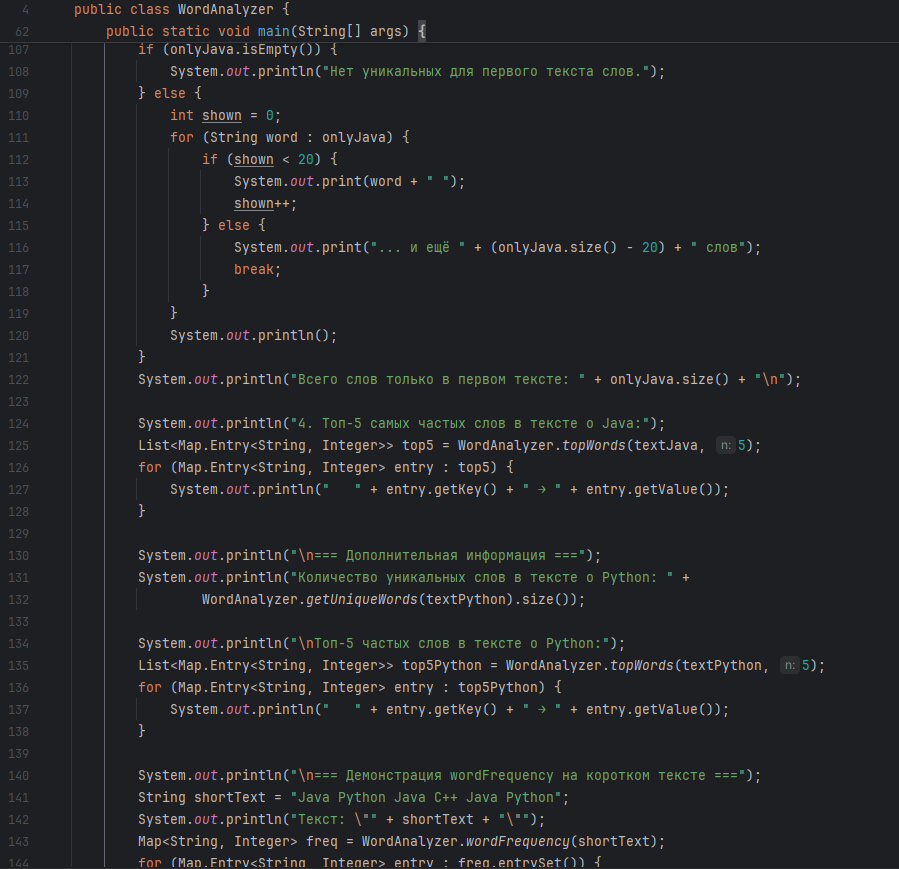 4 public class WordAnalyzer {
62 public static void main(String[] args) {
107 if (onlyJava.isEmpty()) {
108 System.out.println("Нет уникальных для первого текста слов.");
109 } else {
110 int shown = 0;
111 for (String word : onlyJava) {
112 if (shown < 20) {
113 System.out.print(word + " ");
114 shown++;
115 } else {
116 System.out.print("... и ещё " + (onlyJava.size() - 20) + " слов");
117 break;
118 }
119 }
120 System.out.println();
121 }
122 System.out.println("Всего слов только в первом тексте: " + onlyJava.size() + "\n");
123
124 System.out.println("4. Топ-5 самых частых слов в тексте о Java:");
125 List<Map.Entry<String, Integer>> top5 = WordAnalyzer.topWords(textJava, n: 5);
126 for (Map.Entry<String, Integer> entry : top5) {
127 System.out.println("   " + entry.getKey() + " → " + entry.getValue());
128 }
129
130 System.out.println("\n=== Дополнительная информация ===");
131 System.out.println("Количество уникальных слов в тексте о Python: " +
132 WordAnalyzer.getUniqueWords(textPython).size());
133
134 System.out.println("\nТоп-5 частых слов в тексте о Python:");
135 List<Map.Entry<String, Integer>> top5Python = WordAnalyzer.topWords(textPython, n: 5);
136 for (Map.Entry<String, Integer> entry : top5Python) {
137 System.out.println("   " + entry.getKey() + " → " + entry.getValue());
138 }
139
140 System.out.println("\n=== Демонстрация wordFrequency на коротком тексте ===");
141 String shortText = "Java Python Java C++ Java Python";
142 System.out.println("Текст: \"" + shortText + "\"");
143 Map<String, Integer> freq = WordAnalyzer.wordFrequency(shortText);
144 for (Map.Entry<String, Integer> entry : freq.entrySet()) {